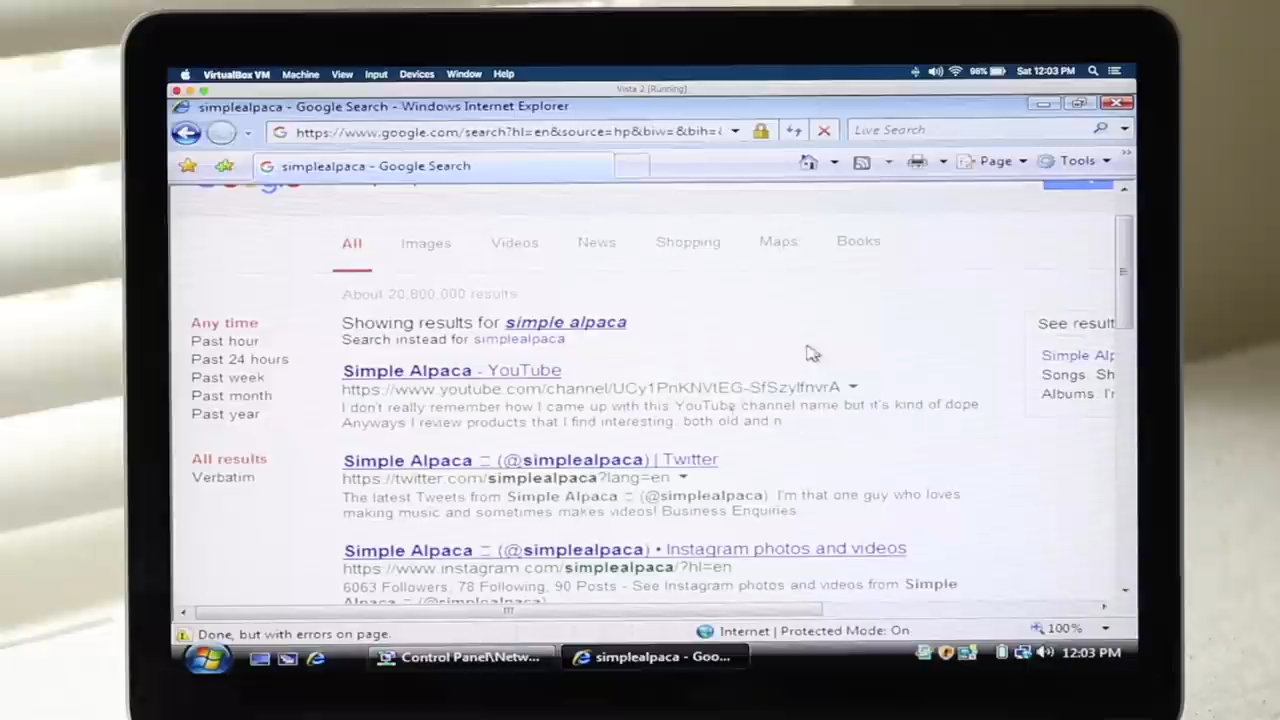 VirtualBox VM Machine View Input Devices Window Help 96% Sat 12:03 PM
Vista 2 [Running]
simplealpaca - Google Search - Windows Internet Explorer
https://www.google.com/search?hl=en&source=hp&biw=&bih=& Live Search
simplealpaca - Google Search Page Tools
All Images Videos News Shopping Maps Books
About 20,800,000 results
Any time
Past hour
Past 24 hours
Past week
Past month
Past year
All results
Verbatim
Showing results for simple alpaca
Search instead for simplealpaca
Simple Alpaca - YouTube
https://www.youtube.com/channel/
I don't really remember how I came up with this YouTube channel name but it's kind of dope
Anyways I review products that I find interesting. both old and n
Simple Alpaca (@simplealpaca) | Twitter
https://twitter.com/simplealpaca?lang=en
The latest Tweets from Simple Alpaca (@simplealpaca). I'm that one guy who loves
making music and sometimes makes videos! Business Enquiries
Simple Alpaca (@simplealpaca) • Instagram photos and videos
https://www.instagram.com/simplealpaca/?hl=en
6063 Followers, 78 Following, 90 Posts - See Instagram photos and videos from Simple
Alpaca (@simplealpaca)
See result
Simple Alp
Songs Sh
Albums I'r
Done, but with errors on page. Internet | Protected Mode: On 100%
Control Panel\Netw... simplealpaca - Goo... 12:03 PM